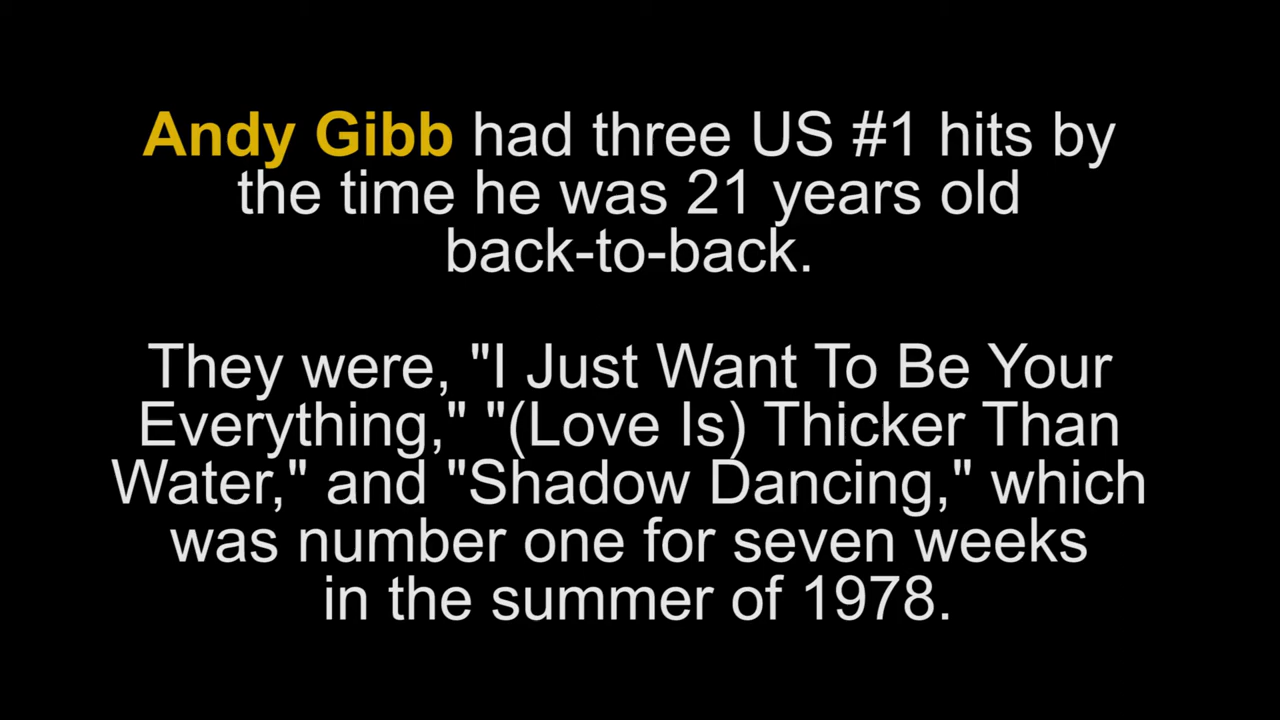 Andy Gibb had three US #1 hits by
the time he was 21 years old
back-to-back.
They were, "I Just Want To Be Your
Everything," "(Love Is) Thicker Than
Water," and "Shadow Dancing," which
was number one for seven weeks
in the summer of 1978.